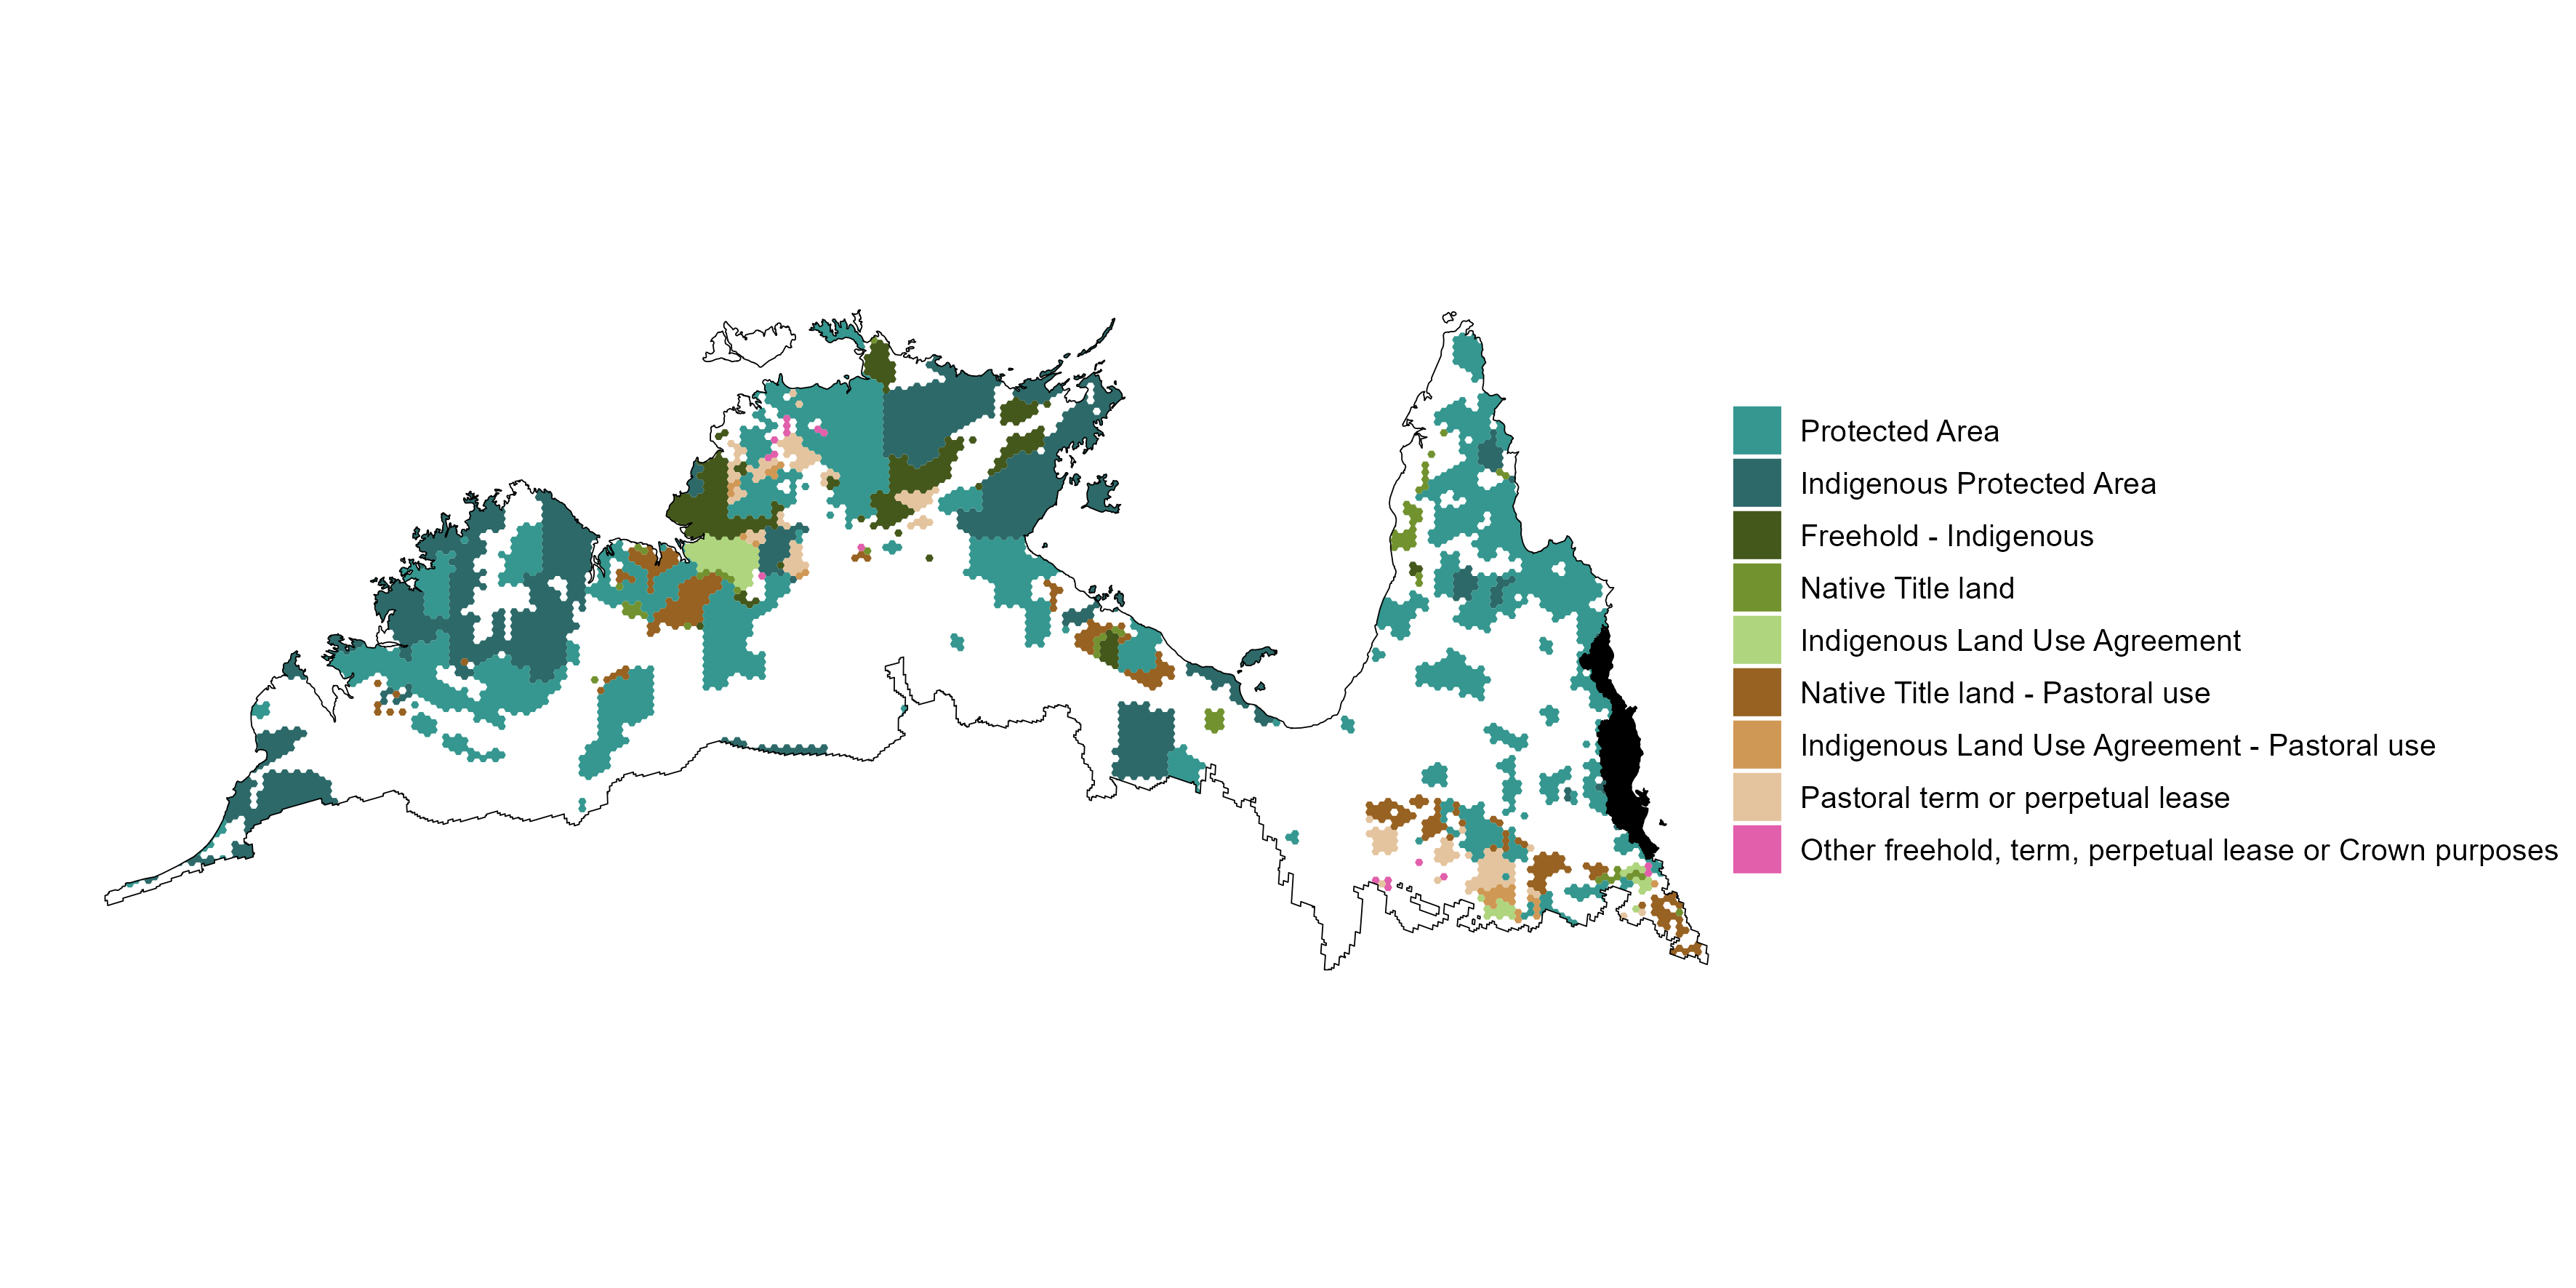 Protected Area
Indigenous Protected Area
Freehold - Indigenous
Native Title land
Indigenous Land Use Agreement
Native Title land - Pastoral use
Indigenous Land Use Agreement - Pastoral use
Pastoral term or perpetual lease
Other freehold, term, perpetual lease or Crown purposes